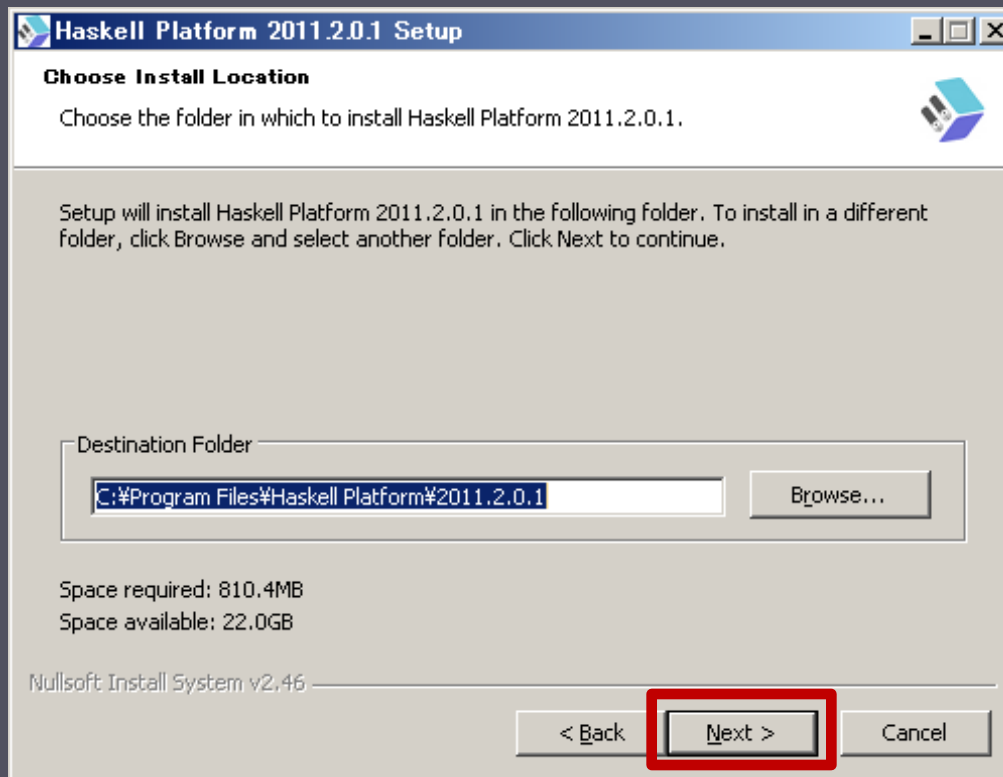 Haskell Platform 2011.2.0.1 Setup
Choose Install Location
Choose the folder in which to install Haskell Platform 2011.2.0.1.
Setup will install Haskell Platform 2011.2.0.1 in the following folder. To install in a different
folder, click Browse and select another folder. Click Next to continue.
Destination Folder
C:¥Program Files¥Haskell Platform¥2011.2.0.1
Browse...
Space required: 810.4MB
Space available: 22.0GB
Nullsoft Install System v2.46
< Back Next > Cancel